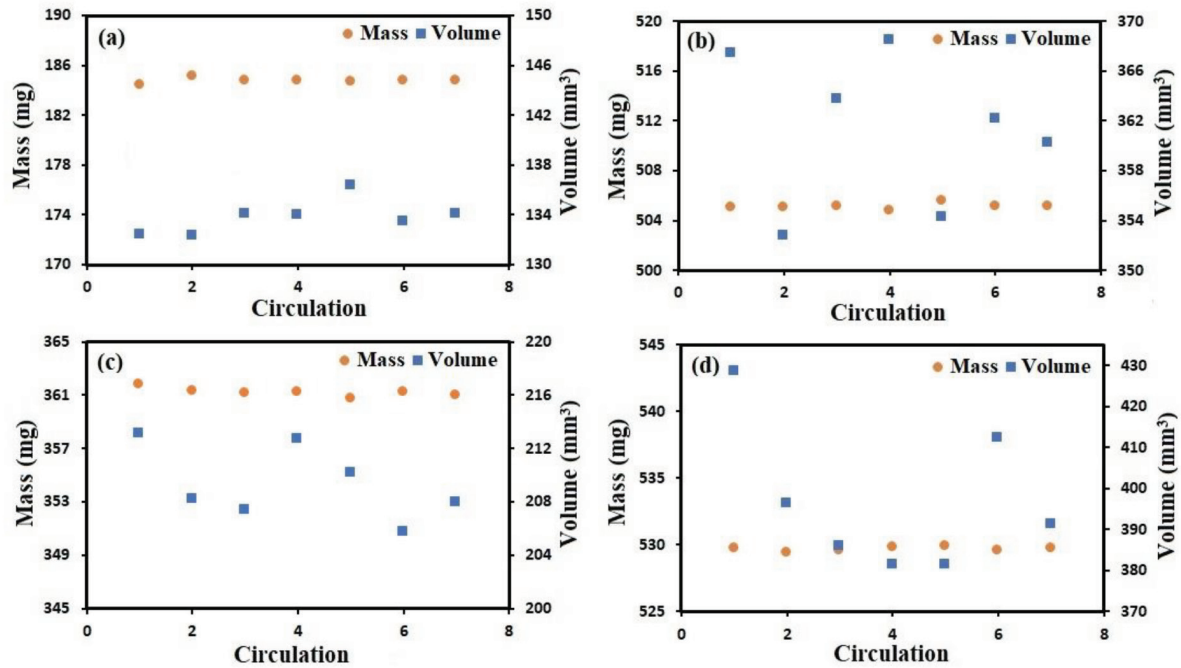 (a)
Mass Volume
190
186
182
178
174
170
Mass (mg)
150
146
142
138
134
130
Volume (mm³)
0 2 4 6 8
Circulation
(b)
Mass Volume
520
516
512
508
504
500
Mass (mg)
370
366
362
358
354
350
Volume (mm³)
0 2 4 6 8
Circulation
(c)
Mass Volume
365
361
357
353
349
345
Mass (mg)
220
216
212
208
204
200
Volume (mm³)
0 2 4 6 8
Circulation
(d)
Mass Volume
545
540
535
530
525
Mass (mg)
430
420
410
400
390
380
370
Volume (mm³)
0 2 4 6 8
Circulation